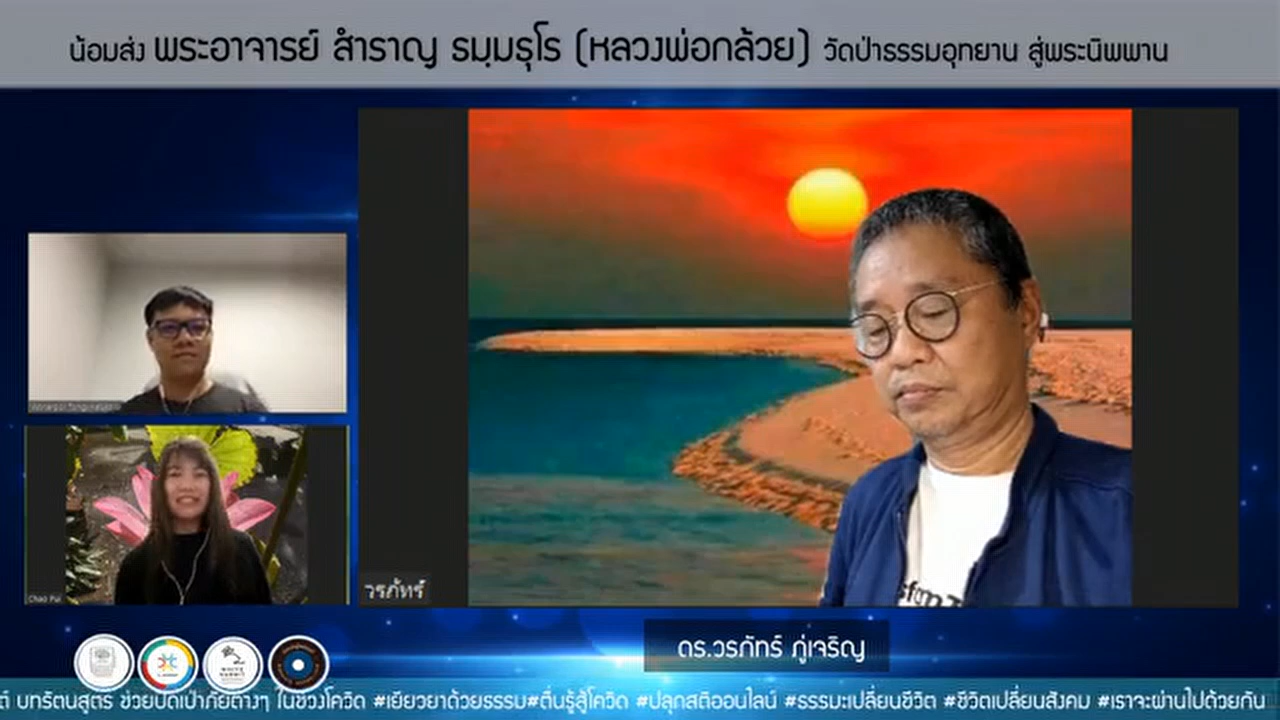 น้อมส่ง พระอาจารย์ สำราญ ธมฺมธุโร (หลวงพ่อกล้วย) วัดป่าธรรมอุทยาน สู่พระนิพพาน
Chao Pui
วรภัทร์
ดร.วรภัทร์ ภู่เจริญ
WHITE RABBIT
บทรัตนสูตร ช่วยปัดเป่าภัยต่างๆ ในช่วงโควิด #เยียวยาด้วยธรรม#ตื่นรู้สู้โควิด #ปลุกสติออนไลน์ #ธรรมะเปลี่ยนชีวิต #ชีวิตเปลี่ยนสังคม #เราจะผ่านไปด้วยกัน